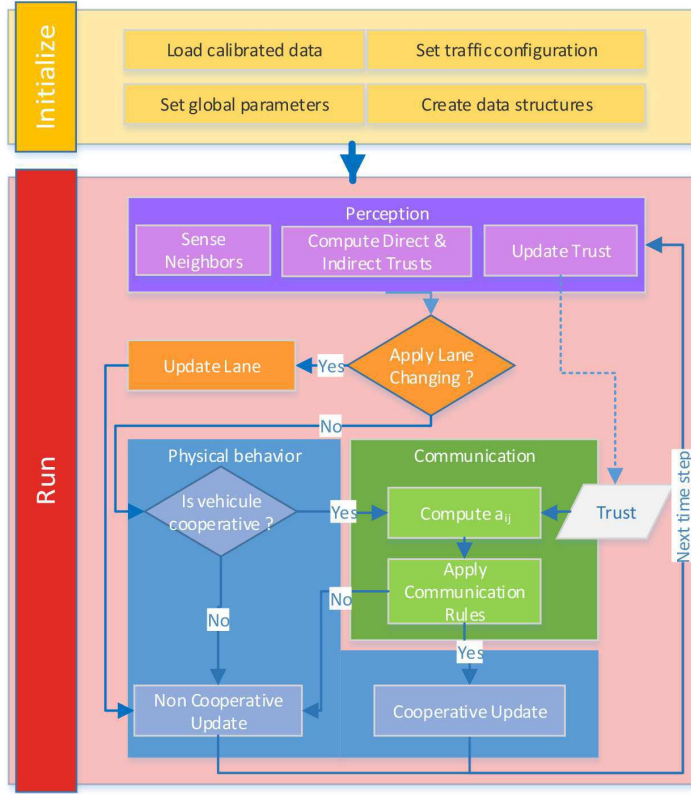 Initialize
Load calibrated data
Set traffic configuration
Set global parameters
Create data structures
Run
Perception
Sense
Neighbors
Compute Direct &
Indirect Trusts
Update Trust
Update Lane
Yes
Apply Lane
Changing ?
No
Physical behavior
Communication
Is vehicule
cooperative ?
Yes
Compute aij
Trust
Next time step
Apply
Communication
Rules
No
No
Yes
Non Cooperative
Update
Cooperative Update